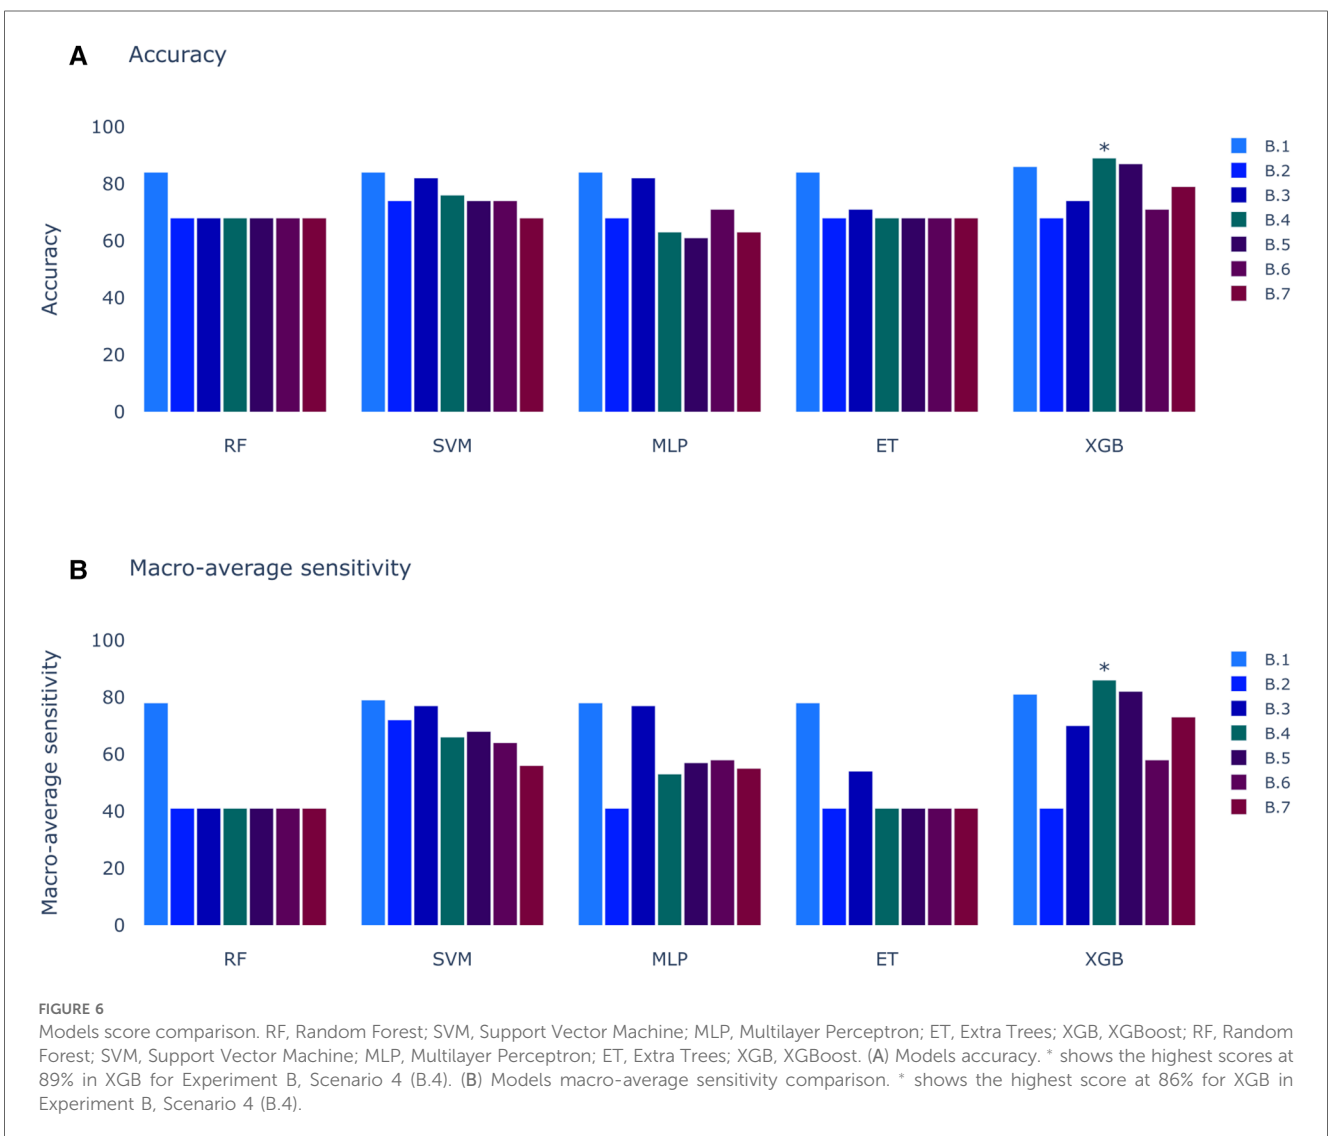 A Accuracy
Accuracy
100
80
60
40
20
0
RF SVM MLP ET XGB
*
B.1
B.2
B.3
B.4
B.5
B.6
B.7
B Macro-average sensitivity
Macro-average sensitivity
100
80
60
40
20
0
RF SVM MLP ET XGB
*
B.1
B.2
B.3
B.4
B.5
B.6
B.7
FIGURE 6
Models score comparison. RF, Random Forest; SVM, Support Vector Machine; MLP, Multilayer Perceptron; ET, Extra Trees; XGB, XGBoost; RF, Random
Forest; SVM, Support Vector Machine; MLP, Multilayer Perceptron; ET, Extra Trees; XGB, XGBoost. (A) Models accuracy. * shows the highest scores at
89% in XGB for Experiment B, Scenario 4 (B.4). (B) Models macro-average sensitivity comparison. * shows the highest score at 86% for XGB in
Experiment B, Scenario 4 (B.4).